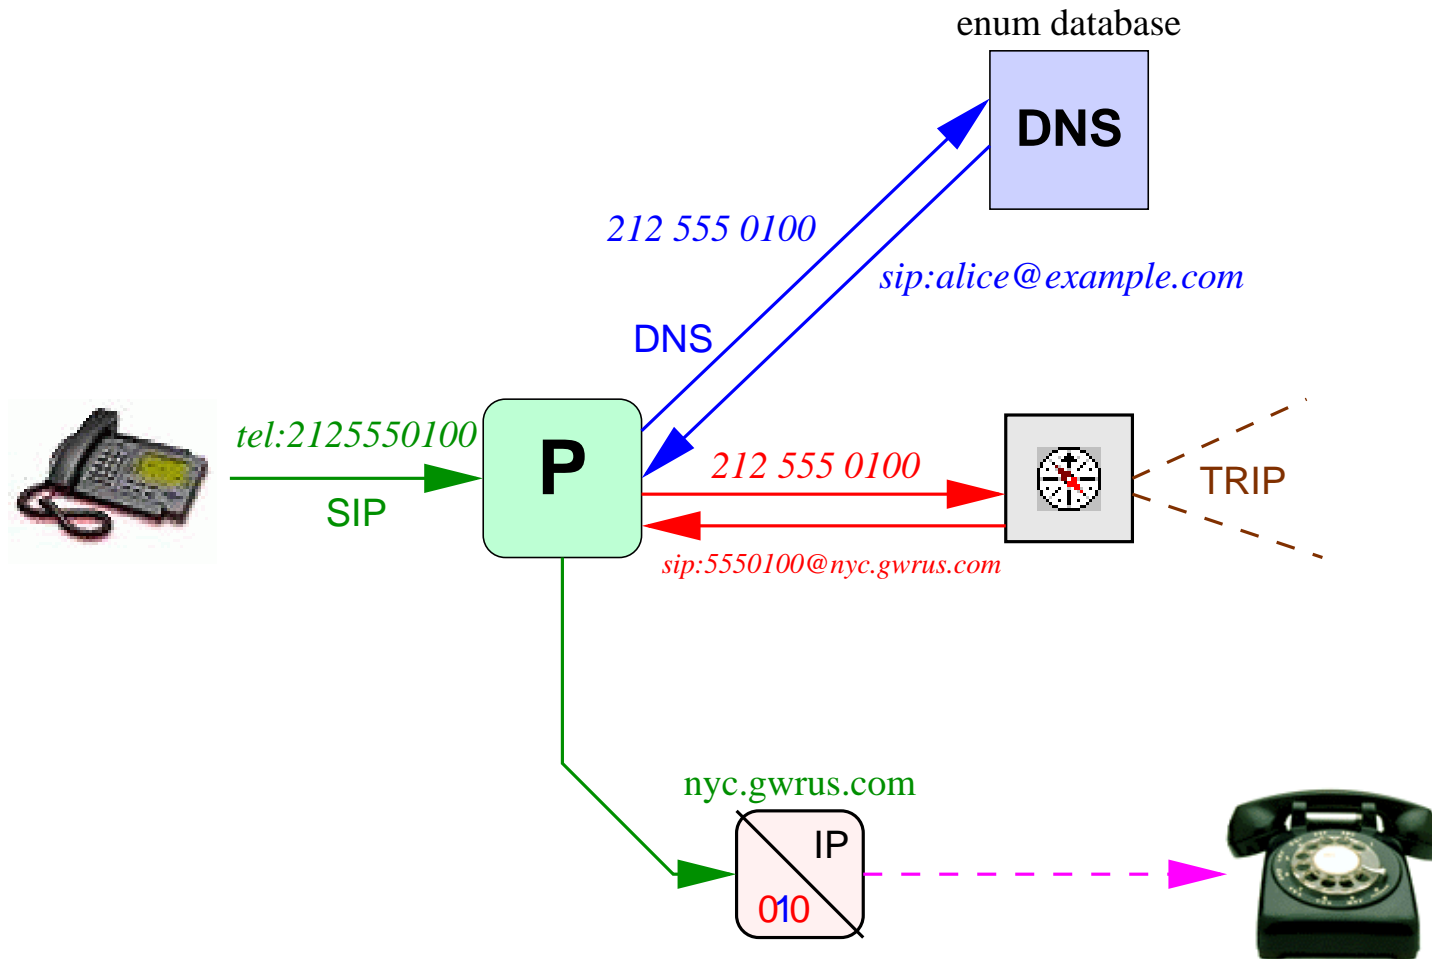 enum database
DNS
212 555 0100
sip:alice@example.com
DNS
tel:2125550100
SIP
P
212 555 0100
sip:5550100@nyc.gwrus.com
TRIP
nyc.gwrus.com
IP
010